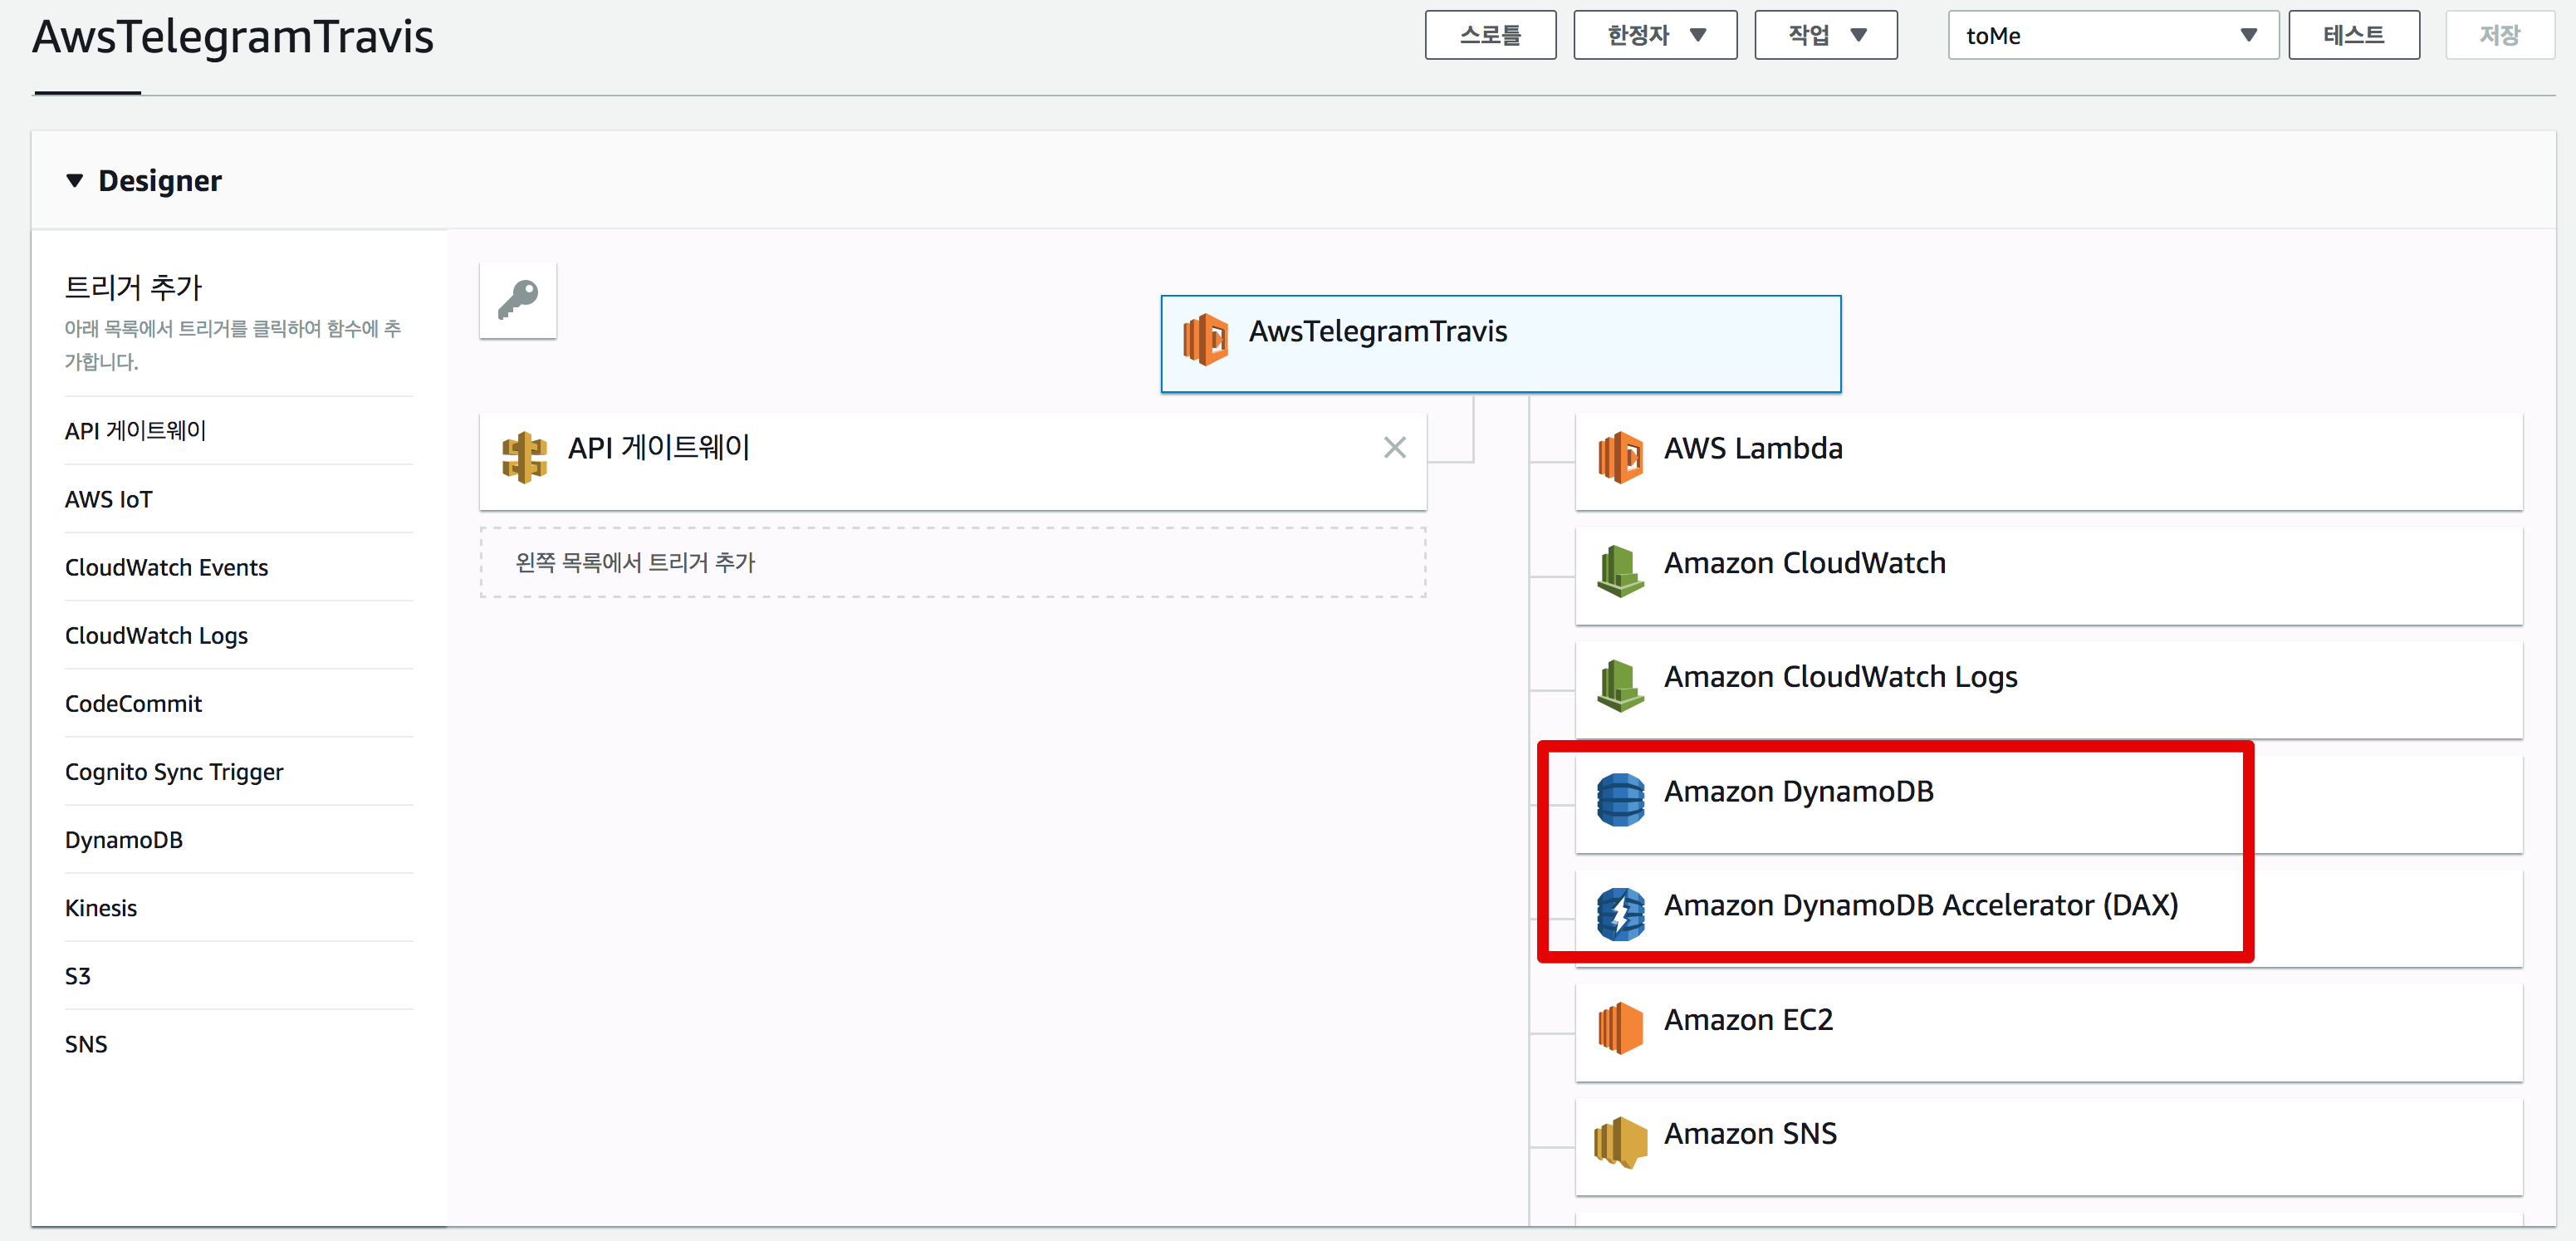 AwsTelegramTravis
스로틀
한정자
작업
toMe
테스트
저장
Designer
트리거 추가
아래 목록에서 트리거를 클릭하여 함수에 추
가합니다.
API 게이트웨이
AWS IoT
CloudWatch Events
CloudWatch Logs
CodeCommit
Cognito Sync Trigger
DynamoDB
Kinesis
S3
SNS
AwsTelegramTravis
API 게이트웨이
왼쪽 목록에서 트리거 추가
AWS Lambda
Amazon CloudWatch
Amazon CloudWatch Logs
Amazon DynamoDB
Amazon DynamoDB Accelerator (DAX)
Amazon EC2
Amazon SNS